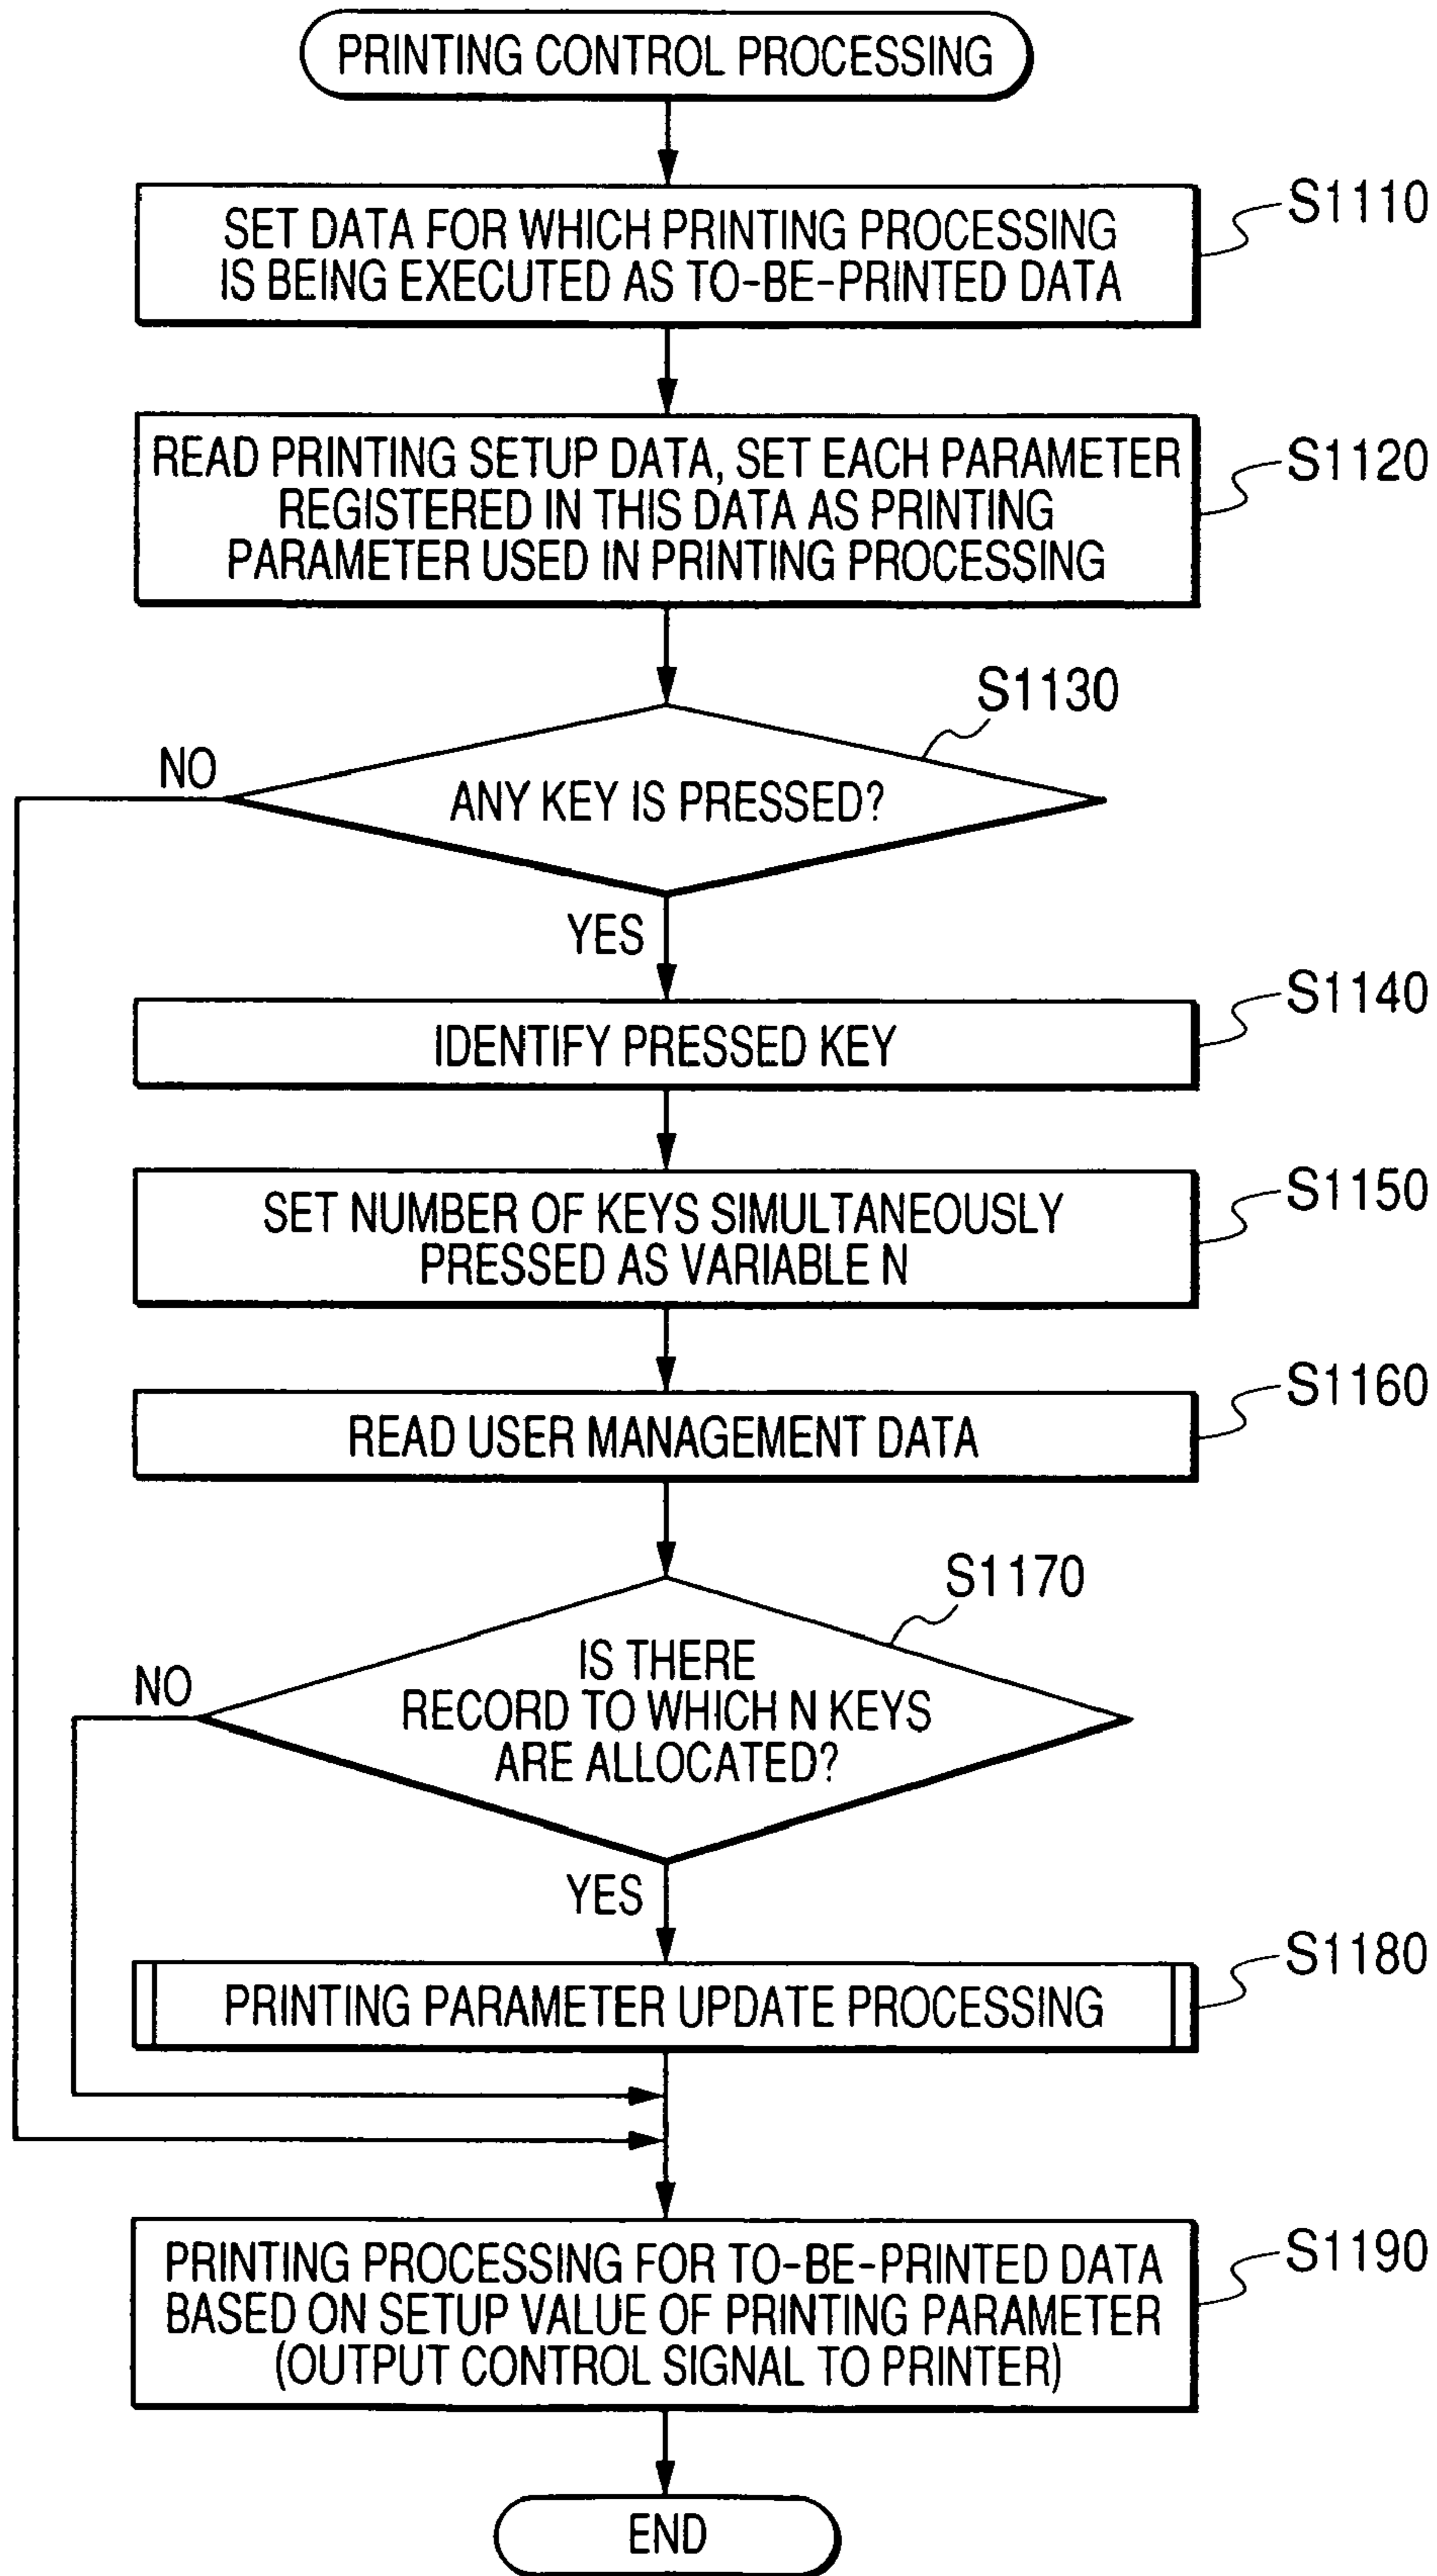 PRINTING CONTROL PROCESSING
SET DATA FOR WHICH PRINTING PROCESSING
IS BEING EXECUTED AS TO-BE-PRINTED DATA
S1110
READ PRINTING SETUP DATA, SET EACH PARAMETER
REGISTERED IN THIS DATA AS PRINTING
PARAMETER USED IN PRINTING PROCESSING
S1120
S1130
NO
ANY KEY IS PRESSED?
YES
IDENTIFY PRESSED KEY
S1140
SET NUMBER OF KEYS SIMULTANEOUSLY
PRESSED AS VARIABLE N
S1150
READ USER MANAGEMENT DATA
S1160
S1170
NO
IS THERE
RECORD TO WHICH N KEYS
ARE ALLOCATED?
YES
PRINTING PARAMETER UPDATE PROCESSING
S1180
PRINTING PROCESSING FOR TO-BE-PRINTED DATA
BASED ON SETUP VALUE OF PRINTING PARAMETER
(OUTPUT CONTROL SIGNAL TO PRINTER)
S1190
END